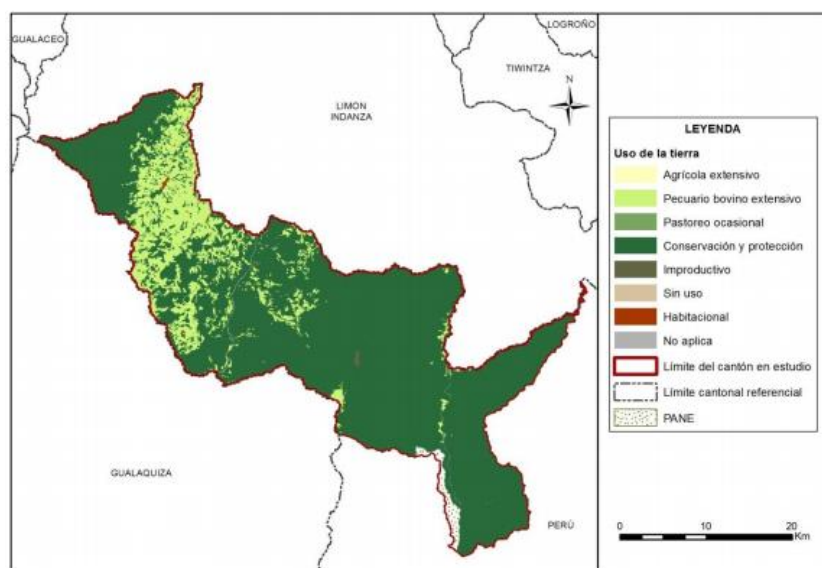 GUALACEO
LOGROÑO
TIWINTZA
N
LIMÓN
INDANZA
GUALAQUIZA
PERÚ
LEYENDA
Uso de la tierra
Agrícola extensivo
Pecuario bovino extensivo
Pastoreo ocasional
Conservación y protección
Improductivo
Sin uso
Habitacional
No aplica
Límite del cantón en estudio
Límite cantonal referencial
PANE
0 10 20
Km